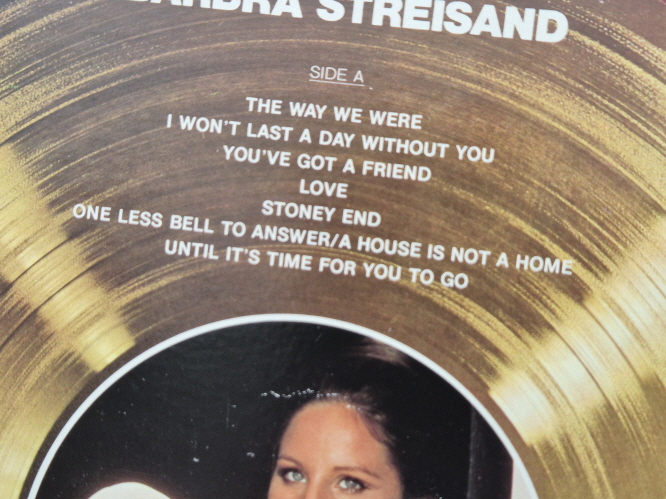 BARBRA STREISAND
SIDE A
THE WAY WE WERE
I WON'T LAST A DAY WITHOUT YOU
YOU'VE GOT A FRIEND
LOVE
STONEY END
ONE LESS BELL TO ANSWER/A HOUSE IS NOT A HOME
UNTIL IT'S TIME FOR YOU TO GO